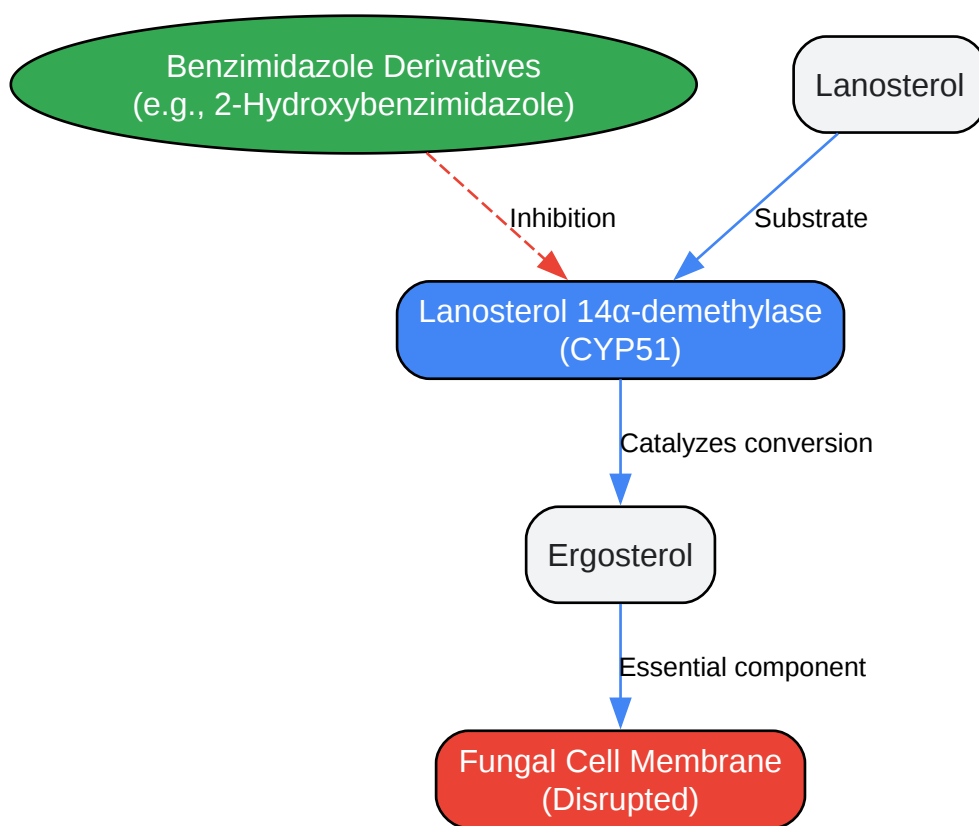 Benzimidazole Derivatives
(e.g., 2-Hydroxybenzimidazole)
Lanosterol
Inhibition
Substrate
Lanosterol 14α-demethylase
(CYP51)
Catalyzes conversion
Ergosterol
Essential component
Fungal Cell Membrane
(Disrupted)